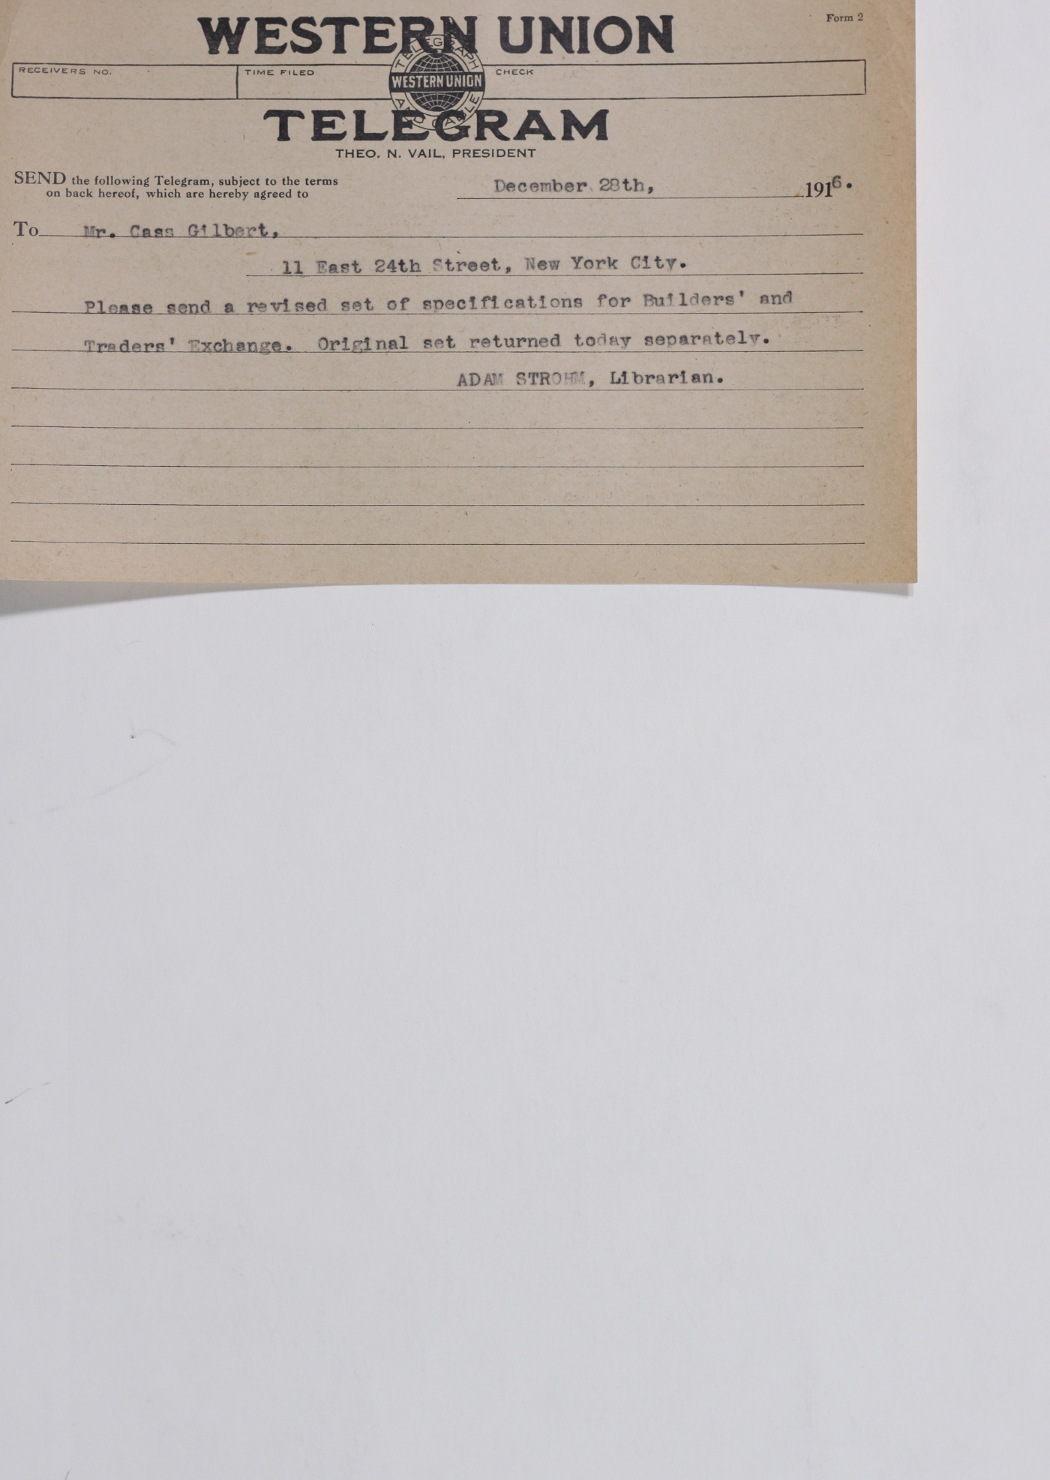 Form 2
WESTERN UNION
RECEIVERS NO. TIME FILED CHECK
TELEGRAPH AND CABLE
WESTERN UNION
TELEGRAM
THEO. N. VAIL, PRESIDENT
SEND the following Telegram, subject to the terms
on back hereof, which are hereby agreed to
December 28th, 1916.
To Mr. Cass Gilbert,
11 East 24th Street, New York City.
Please send a revised set of specifications for Builders' and
Traders' Exchange. Original set returned today separately.
ADAM STROHM, Librarian.